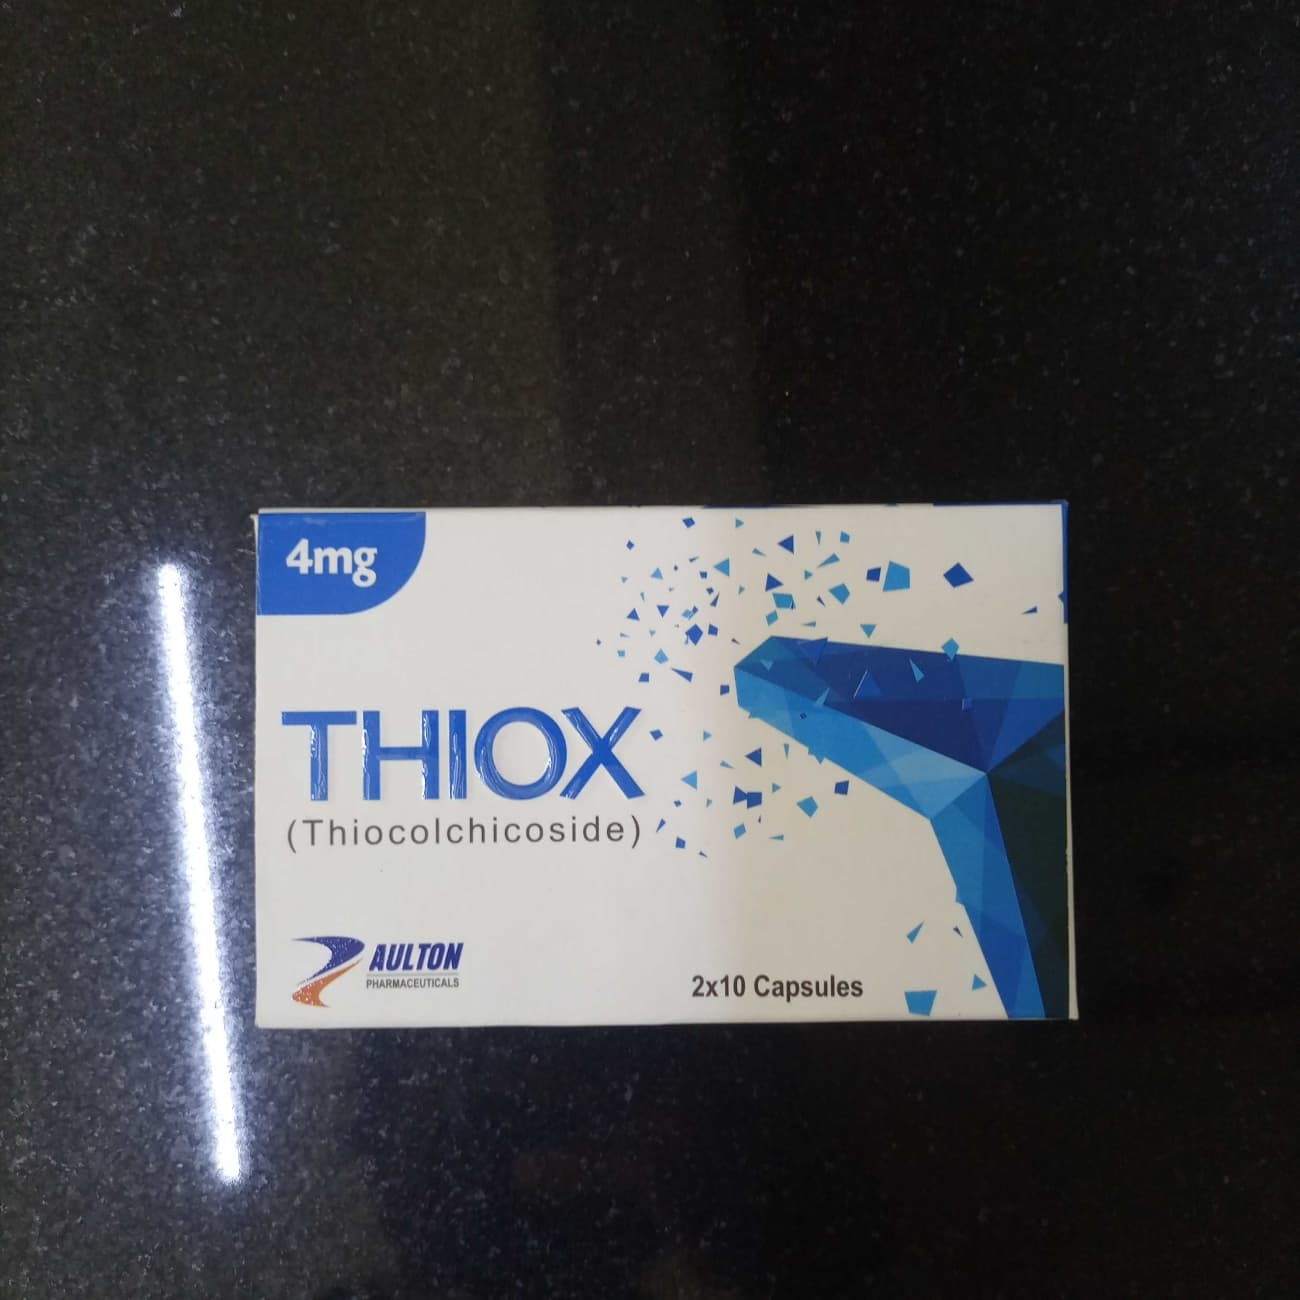 4mg
THIOX
(Thiocolchicoside)
AULTON
PHARMACEUTICALS
2x10 Capsules